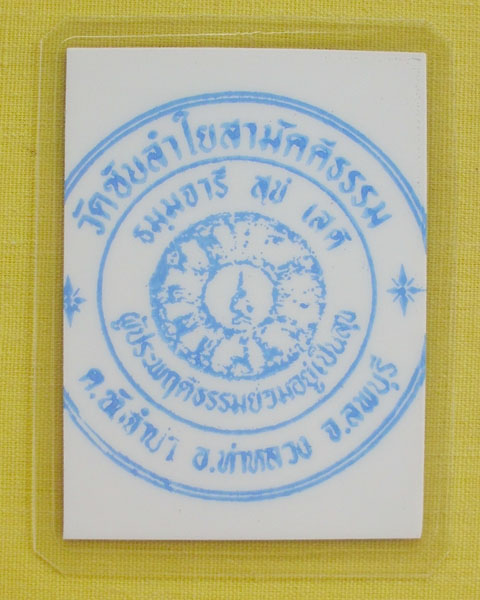 วัดซับลำใยสามัคคีธรรม
ธมฺมจารี สุขํ เสติ
ผู้ประพฤติธรรมย่อมอยู่เป็นสุข
ต.ซับจำปา อ.ท่าหลวง จ.ลพบุรี